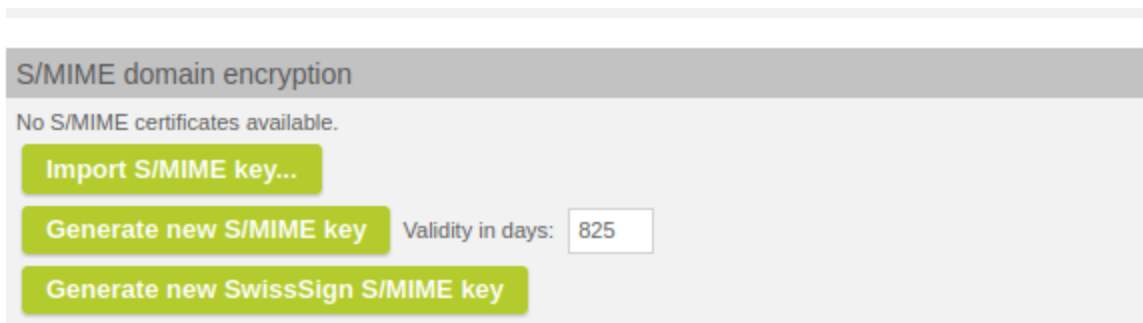 S/MIME domain encryption
No S/MIME certificates available.
Import S/MIME key...
Generate new S/MIME key Validity in days: 825
Generate new SwissSign S/MIME key